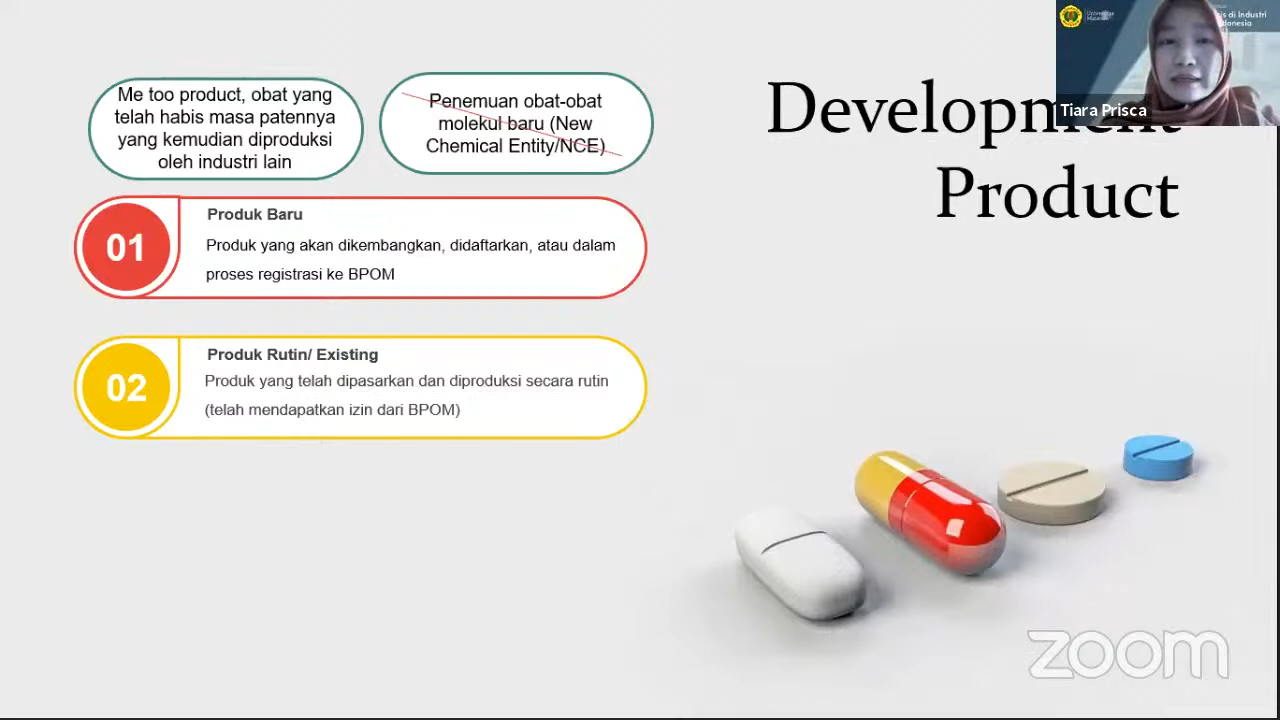 Me too product, obat yang
telah habis masa patennya
yang kemudian diproduksi
oleh industri lain
Penemuan obat-obat
molekul baru (New
Chemical Entity/NCE)
Development
Product
01
Produk Baru
Produk yang akan dikembangkan, didaftarkan, atau dalam
proses registrasi ke BPOM
02
Produk Rutin/ Existing
Produk yang telah dipasarkan dan diproduksi secara rutin
(telah mendapatkan izin dari BPOM)
is di Industri
Tiara Prisca
zoom